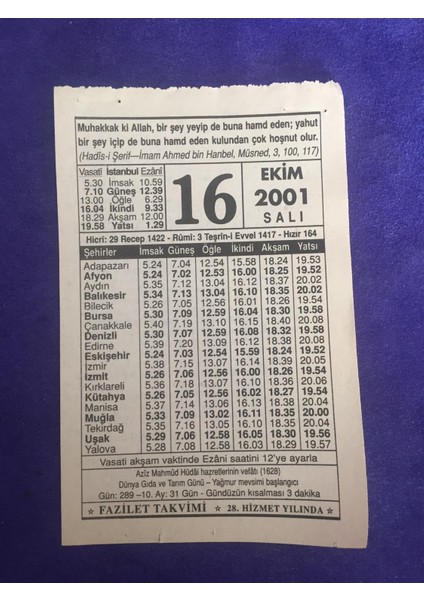 Muhakkak ki Allah, bir şey yeyip de buna hamd eden; yahut
bir şey içip de buna hamd eden kulundan çok hoşnut olur.
(Hadîs-i Şerif—İmam Ahmed bin Hanbel, Müsned, 3, 100, 117)
Vasatî İstanbul Ezânî
5.30 İmsak 10.59
7.10 Güneş 12.39
13.00 Öğle 6.29
16.04 İkindi 9.33
18.29 Akşam 12.00
19.58 Yatsı 1.29
16
EKİM
2001
SALI
Hicrî: 29 Recep 1422 - Rûmî: 3 Teşrin-i Evvel 1417 - Hızır 164
Şehirler İmsak Güneş Öğle İkindi Akşam Yatsı
Adapazarı 5.24 7.04 12.54 15.58 18.24 19.53
Afyon 5.24 7.02 12.53 16.00 18.25 19.52
Aydın 5.35 7.12 13.04 16.12 18.37 20.02
Balıkesir 5.34 7.13 13.04 16.10 18.35 20.02
Bilecik 5.26 7.05 12.56 16.01 18.26 19.54
Bursa 5.30 7.09 12.59 16.04 18.30 19.58
Çanakkale 5.40 7.19 13.10 16.15 18.40 20.08
Denizli 5.30 7.07 12.59 16.08 18.32 19.58
Edirne 5.39 7.20 13.09 16.12 18.38 20.08
Eskişehir 5.24 7.03 12.54 15.59 18.24 19.52
İzmir 5.38 7.15 13.07 16.14 18.39 20.05
İzmit 5.26 7.06 12.56 16.00 18.26 19.54
Kırklareli 5.36 7.18 13.07 16.10 18.36 20.06
Kütahya 5.26 7.05 12.56 16.02 18.27 19.54
Manisa 5.37 7.14 13.06 16.13 18.38 20.04
Muğla 5.33 7.09 13.02 16.11 18.35 20.00
Tekirdağ 5.35 7.16 13.05 16.10 18.35 20.04
Uşak 5.29 7.06 12.58 16.05 18.30 19.56
Yalova 5.28 7.08 12.58 16.03 18.29 19.57
Vasati akşam vaktinde Ezânî saatini 12'ye ayarla
Azîz Mahmûd Hüdâî hazretlerinin vefâtı (1628)
Dünya Gıda ve Tarım Günü – Yağmur mevsimi başlangıcı
Gün: 289 –10. Ay: 31 Gün - Gündüzün kısalması 3 dakika
★ FAZİLET TAKVİMİ ★ 28. HİZMET YILINDA ★